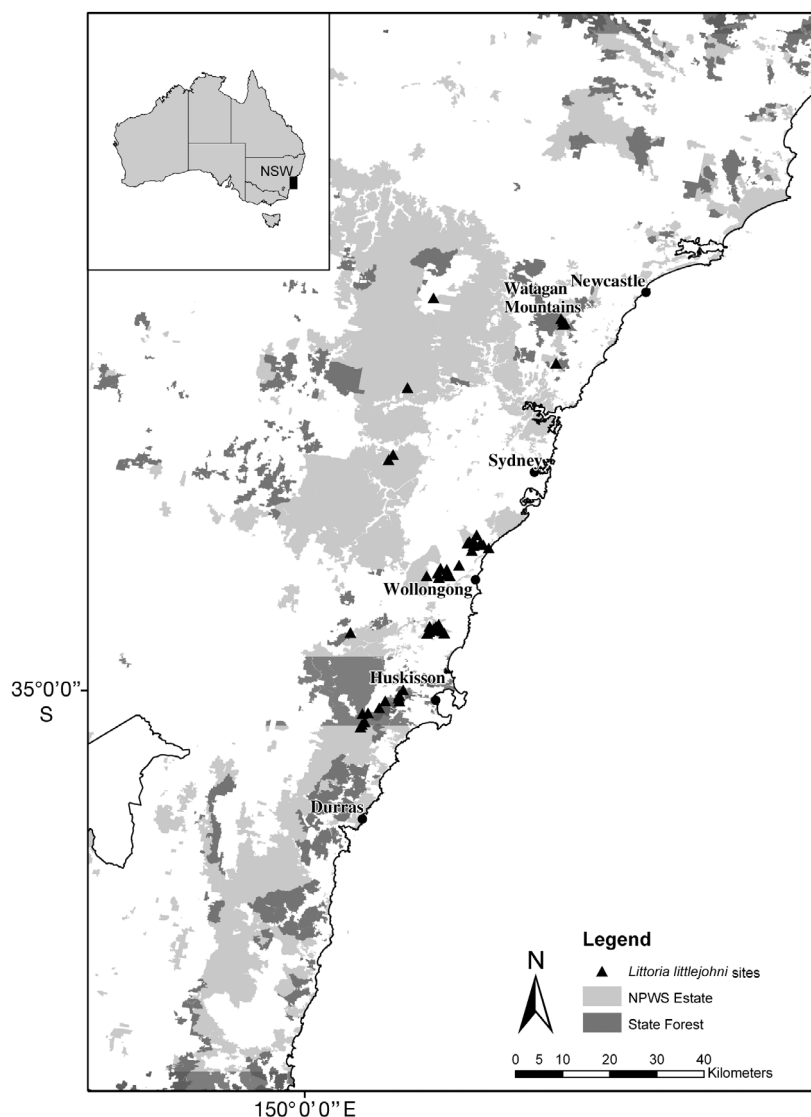 NSW
Newcastle
Watagan
Mountains
Sydney
Wollongong
Huskisson
35°0'0"
S
Durras
Legend
N
Littoria littlejohni sites
NPWS Estate
State Forest
0 5 10 20 30 40
Kilometers
150°0'0"E